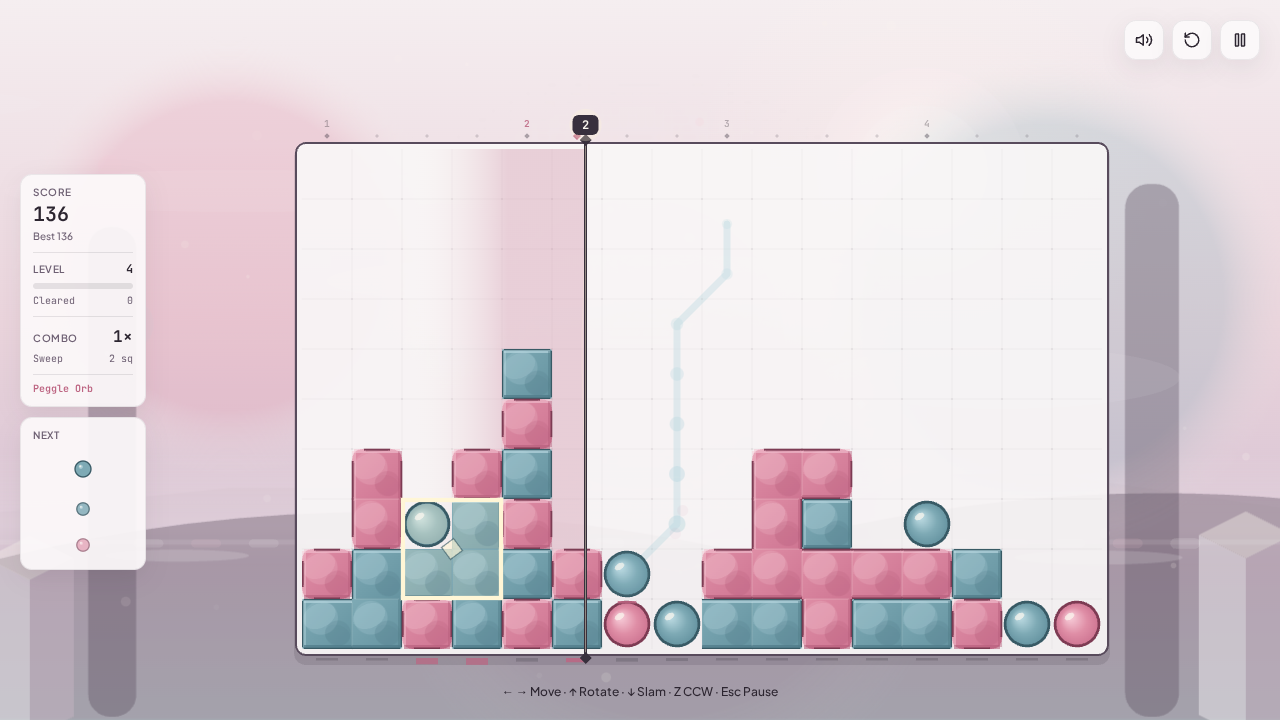 1
2
2
3
4
SCORE
136
Best 136
LEVEL 4
Cleared 0
COMBO 1×
Sweep 2 sq
Peggle Orb
NEXT
← → Move · ↑ Rotate · ↓ Slam · Z CCW · Esc Pause